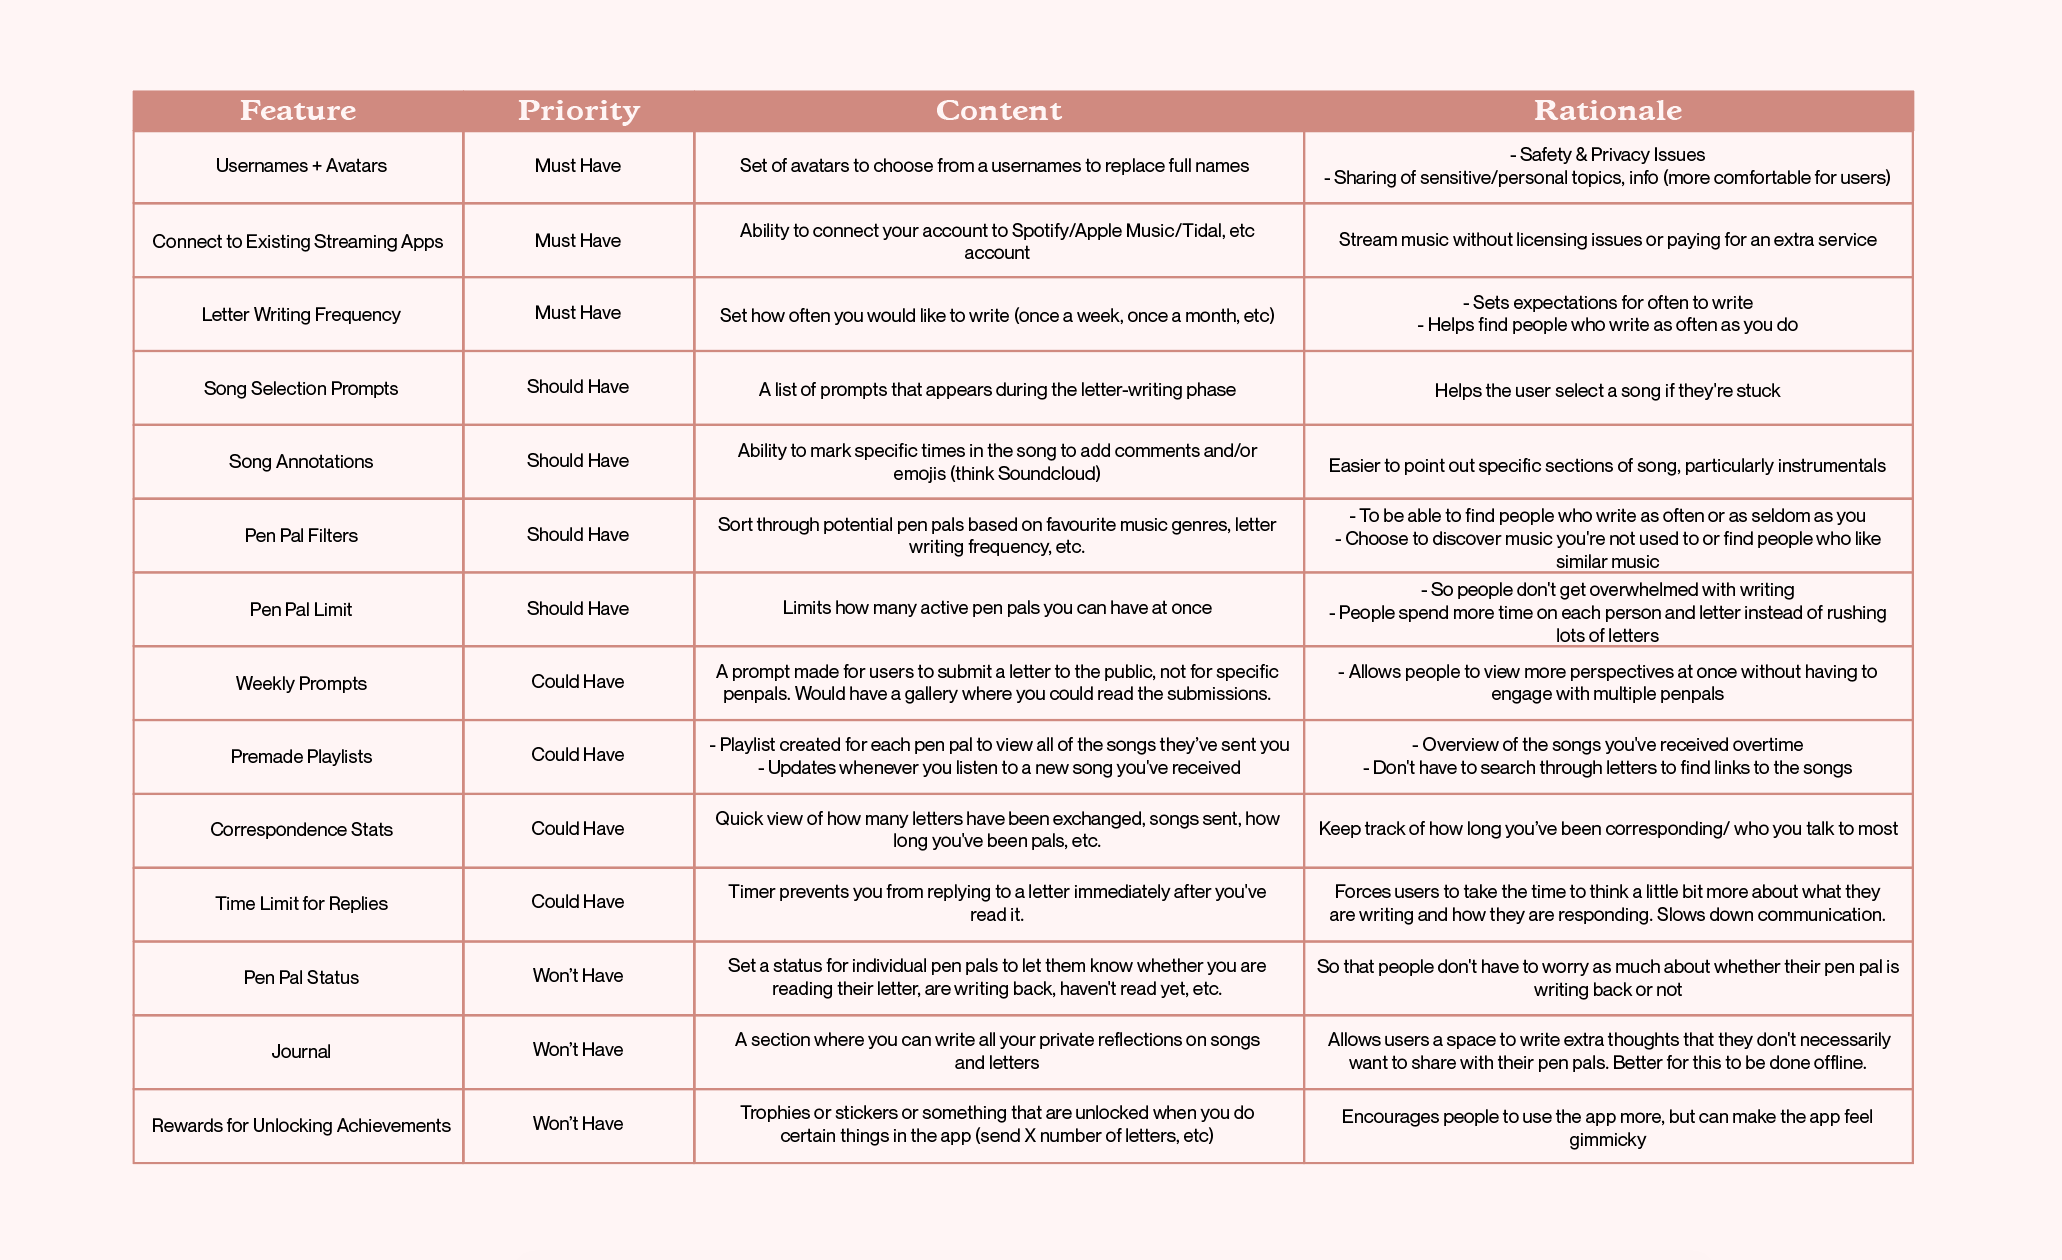 Feature Priority Content Rationale
Usernames + Avatars
Must Have
Set of avatars to choose from a usernames to replace full names
- Safety & Privacy Issues
- Sharing of sensitive/personal topics, info (more comfortable for users)
Connect to Existing Streaming Apps
Must Have
Ability to connect your account to Spotify/Apple Music/Tidal, etc
account
Stream music without licensing issues or paying for an extra service
Letter Writing Frequency
Must Have
Set how often you would like to write (once a week, once a month, etc)
- Sets expectations for often to write
- Helps find people who write as often as you do
Song Selection Prompts
Should Have
A list of prompts that appears during the letter-writing phase
Helps the user select a song if they're stuck
Song Annotations
Should Have
Ability to mark specific times in the song to add comments and/or
emojis (think Soundcloud)
Easier to point out specific sections of song, particularly instrumentals
Pen Pal Filters
Should Have
Sort through potential pen pals based on favourite music genres, letter
writing frequency, etc.
- To be able to find people who write as often or as seldom as you
- Choose to discover music you're not used to or find people who like
similar music
Pen Pal Limit
Should Have
Limits how many active pen pals you can have at once
- So people don't get overwhelmed with writing
- People spend more time on each person and letter instead of rushing
lots of letters
Weekly Prompts
Could Have
A prompt made for users to submit a letter to the public, not for specific
penpals. Would have a gallery where you could read the submissions.
- Allows people to view more perspectives at once without having to
engage with multiple penpals
Premade Playlists
Could Have
- Playlist created for each pen pal to view all of the songs they’ve sent you
- Updates whenever you listen to a new song you've received
- Overview of the songs you've received overtime
- Don't have to search through letters to find links to the songs
Correspondence Stats
Could Have
Quick view of how many letters have been exchanged, songs sent, how
long you've been pals, etc.
Keep track of how long you’ve been corresponding/ who you talk to most
Time Limit for Replies
Could Have
Timer prevents you from replying to a letter immediately after you've
read it.
Forces users to take the time to think a little bit more about what they
are writing and how they are responding. Slows down communication.
Pen Pal Status
Won’t Have
Set a status for individual pen pals to let them know whether you are
reading their letter, are writing back, haven't read yet, etc.
So that people don't have to worry as much about whether their pen pal is
writing back or not
Journal
Won’t Have
A section where you can write all your private reflections on songs
and letters
Allows users a space to write extra thoughts that they don't necessarily
want to share with their pen pals. Better for this to be done offline.
Rewards for Unlocking Achievements
Won’t Have
Trophies or stickers or something that are unlocked when you do
certain things in the app (send X number of letters, etc)
Encourages people to use the app more, but can make the app feel
gimmicky